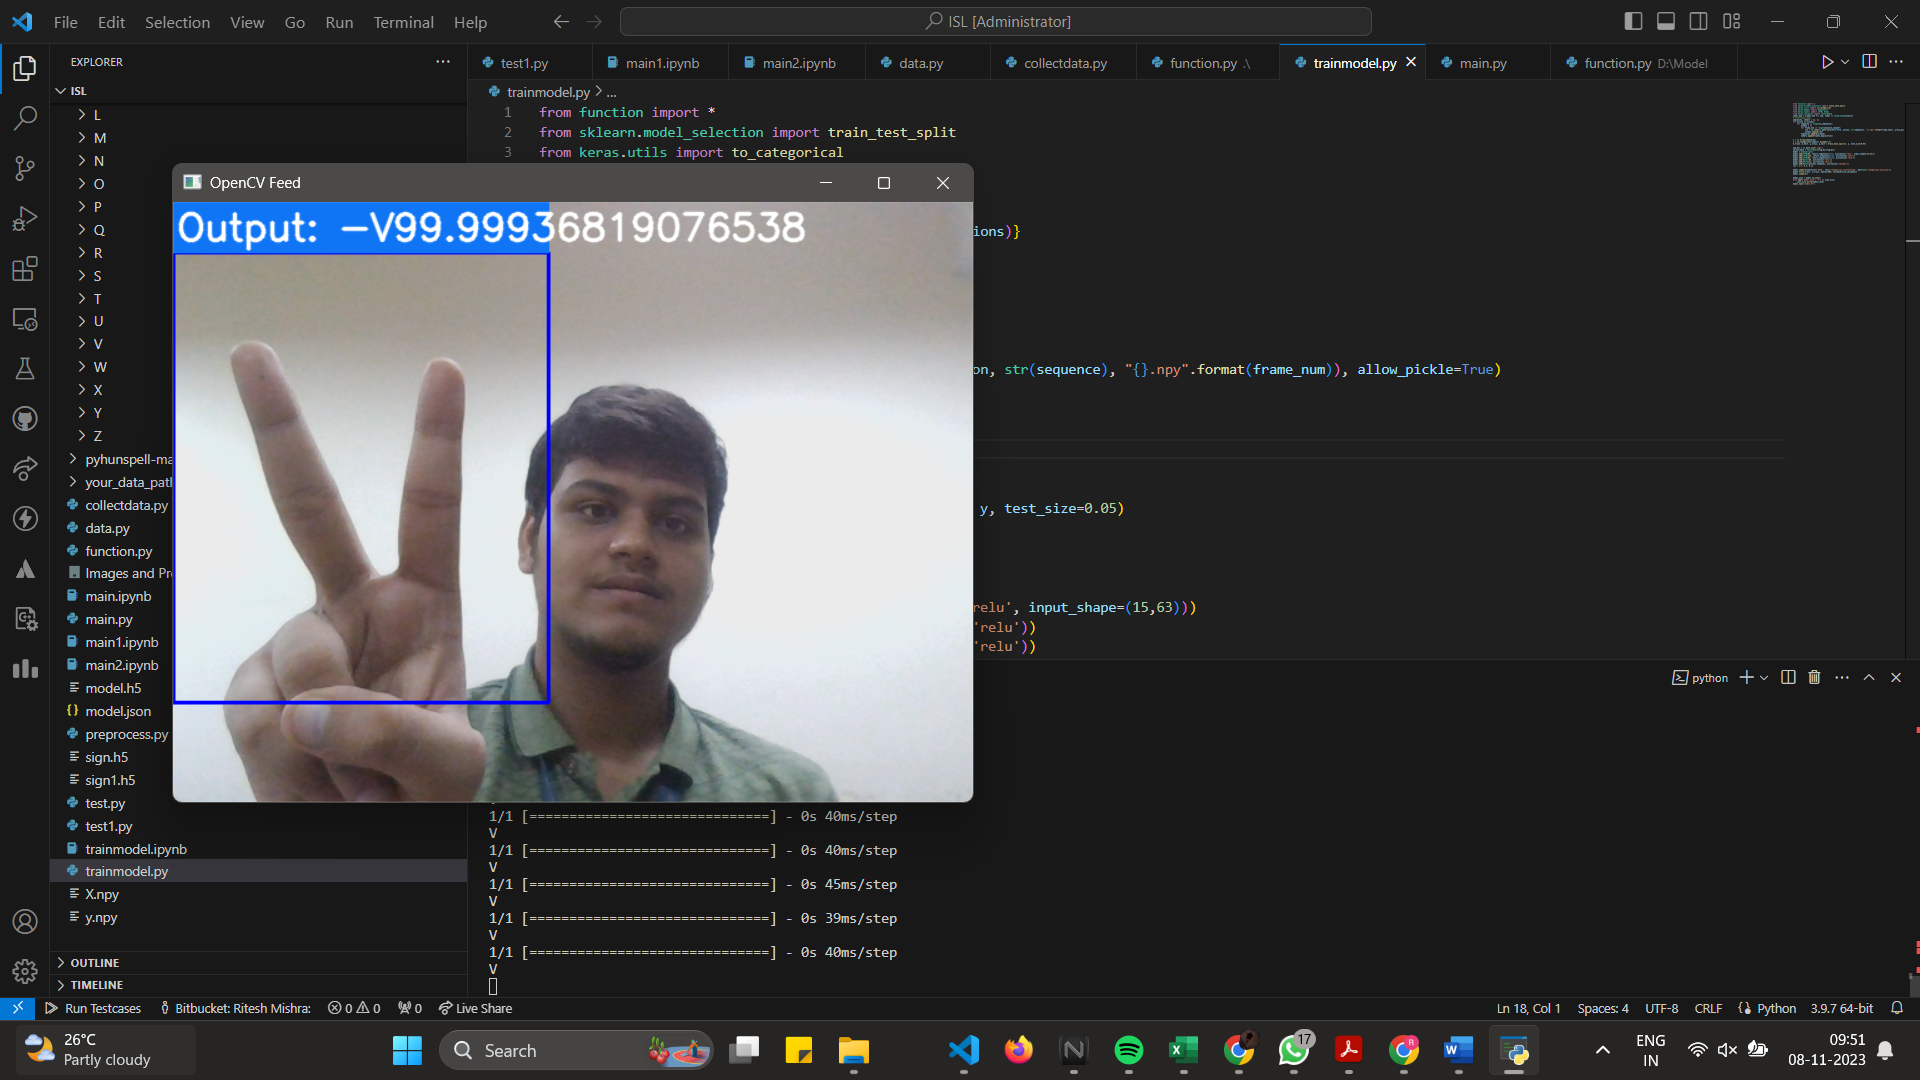 File Edit Selection View Go Run Terminal Help
ISL [Administrator]
EXPLORER
test1.py main1.ipynb main2.ipynb data.py collectdata.py function.py .\ trainmodel.py main.py function.py D:\Model
ISL
trainmodel.py > ...
L
M
N
O
P
Q
R
S
T
U
V
W
X
Y
Z
pyhunspell-ma
your_data_path
collectdata.py
data.py
function.py
Images and Pr
main.ipynb
main.py
main1.ipynb
main2.ipynb
model.h5
model.json
preprocess.py
sign.h5
sign1.h5
test.py
test1.py
trainmodel.ipynb
trainmodel.py
X.npy
y.npy
OUTLINE
TIMELINE
1 from function import *
2 from sklearn.model_selection import train_test_split
3 from keras.utils import to_categorical
OpenCV Feed
Output: -V99.99936819076538
ions)}
on, str(sequence), "{}.npy".format(frame_num)), allow_pickle=True)
y, test_size=0.05)
relu', input_shape=(15,63)))
'relu'))
'relu'))
python
1/1 [==============================] - 0s 40ms/step
V
1/1 [==============================] - 0s 40ms/step
V
1/1 [==============================] - 0s 45ms/step
V
1/1 [==============================] - 0s 39ms/step
V
1/1 [==============================] - 0s 40ms/step
V
Run Testcases Bitbucket: Ritesh Mishra: 0 0 0 Live Share
Ln 18, Col 1 Spaces: 4 UTF-8 CRLF Python 3.9.7 64-bit
26°C
Partly cloudy
Search
17
R
ENG
IN
09:51
08-11-2023